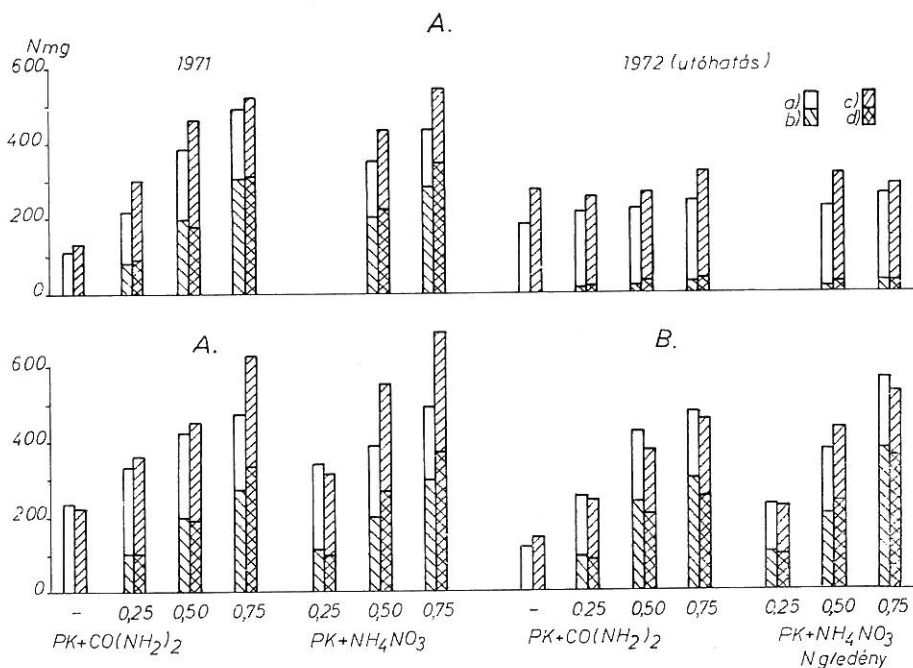 A.
Nmg
600
400
200
0
1971
1972 (utóhatás)
a) c)
b) d)
A.
B.
600
400
200
0
– 0,25 0,50 0,75 0,25 0,50 0,75 – 0,25 0,50 0,75 0,25 0,50 0,75
PK+CO(NH₂)₂ PK+NH₄NO₃ PK+CO(NH₂)₂ PK+NH₄NO₃
N g/edény